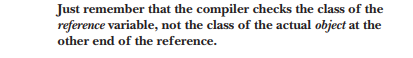 Just remember that the compiler checks the class of the
reference variable, not the class of the actual object at the
other end of the reference.